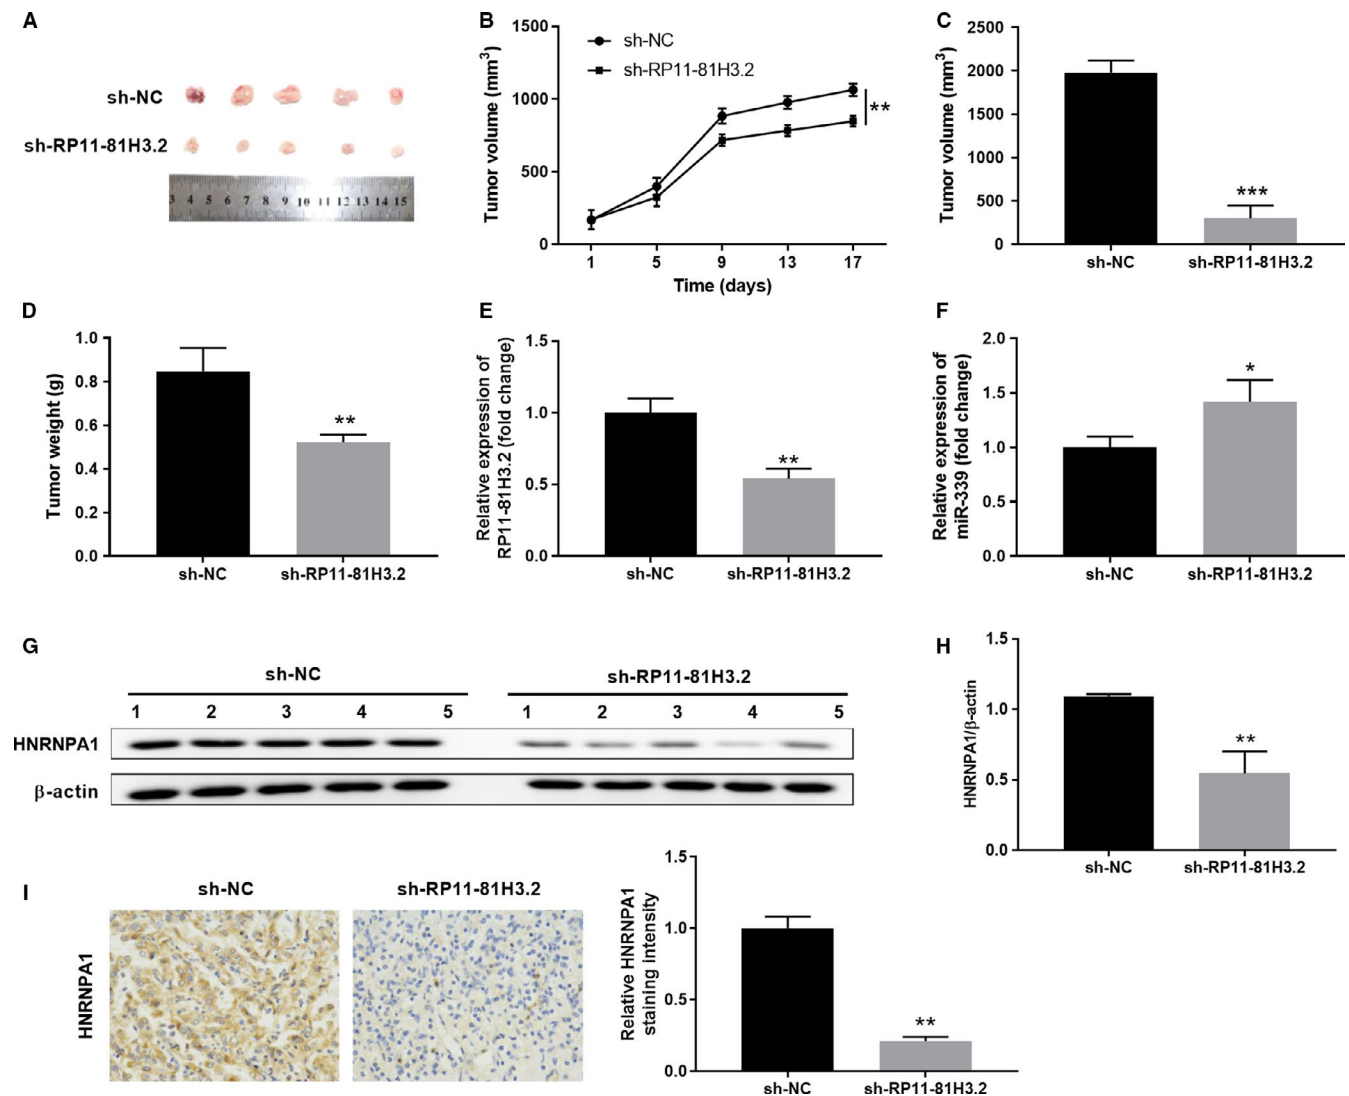 A
sh-NC
sh-RP11-81H3.2
3 4 5 6 7 8 9 10 11 12 13 14 15
B
Tumor volume (mm³)
1500
1000
500
0
sh-NC
sh-RP11-81H3.2
**
1 5 9 13 17
Time (days)
C
Tumor volume (mm³)
2500
2000
1500
1000
500
0
***
sh-NC sh-RP11-81H3.2
D
Tumor weight (g)
1.0
0.8
0.6
0.4
0.2
0.0
**
sh-NC sh-RP11-81H3.2
E
Relative expression of
RP11-81H3.2 (fold change)
1.5
1.0
0.5
0.0
**
sh-NC sh-RP11-81H3.2
F
Relative expression of
miR-339 (fold change)
2.0
1.5
1.0
0.5
0.0
*
sh-NC sh-RP11-81H3.2
G
sh-NC sh-RP11-81H3.2
1 2 3 4 5 1 2 3 4 5
HNRNPA1
β-actin
H
HNRNPA1/β-actin
1.5
1.0
0.5
0.0
**
sh-NC sh-RP11-81H3.2
I
sh-NC sh-RP11-81H3.2
HNRNPA1
Relative HNRNPA1
staining intensity
1.5
1.0
0.5
0.0
**
sh-NC sh-RP11-81H3.2